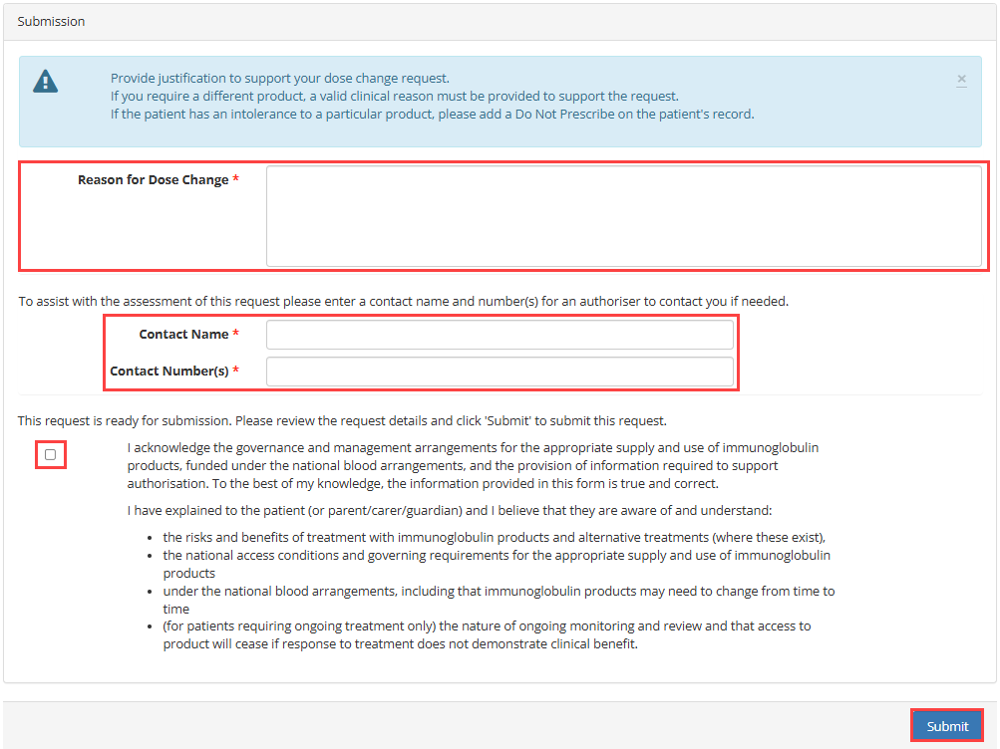 Submission
Provide justification to support your dose change request.
×
If you require a different product, a valid clinical reason must be provided to support the request.
If the patient has an intolerance to a particular product, please add a Do Not Prescribe on the patient's record.
Reason for Dose Change *
To assist with the assessment of this request please enter a contact name and number(s) for an authoriser to contact you if needed.
Contact Name *
Contact Number(s) *
This request is ready for submission. Please review the request details and click 'Submit' to submit this request.
I acknowledge the governance and management arrangements for the appropriate supply and use of immunoglobulin
products, funded under the national blood arrangements, and the provision of information required to support
authorisation. To the best of my knowledge, the information provided in this form is true and correct.
I have explained to the patient (or parent/carer/guardian) and I believe that they are aware of and understand:
• the risks and benefits of treatment with immunoglobulin products and alternative treatments (where these exist),
• the national access conditions and governing requirements for the appropriate supply and use of immunoglobulin
products
• under the national blood arrangements, including that immunoglobulin products may need to change from time to
time
• (for patients requiring ongoing treatment only) the nature of ongoing monitoring and review and that access to
product will cease if response to treatment does not demonstrate clinical benefit.
Submit